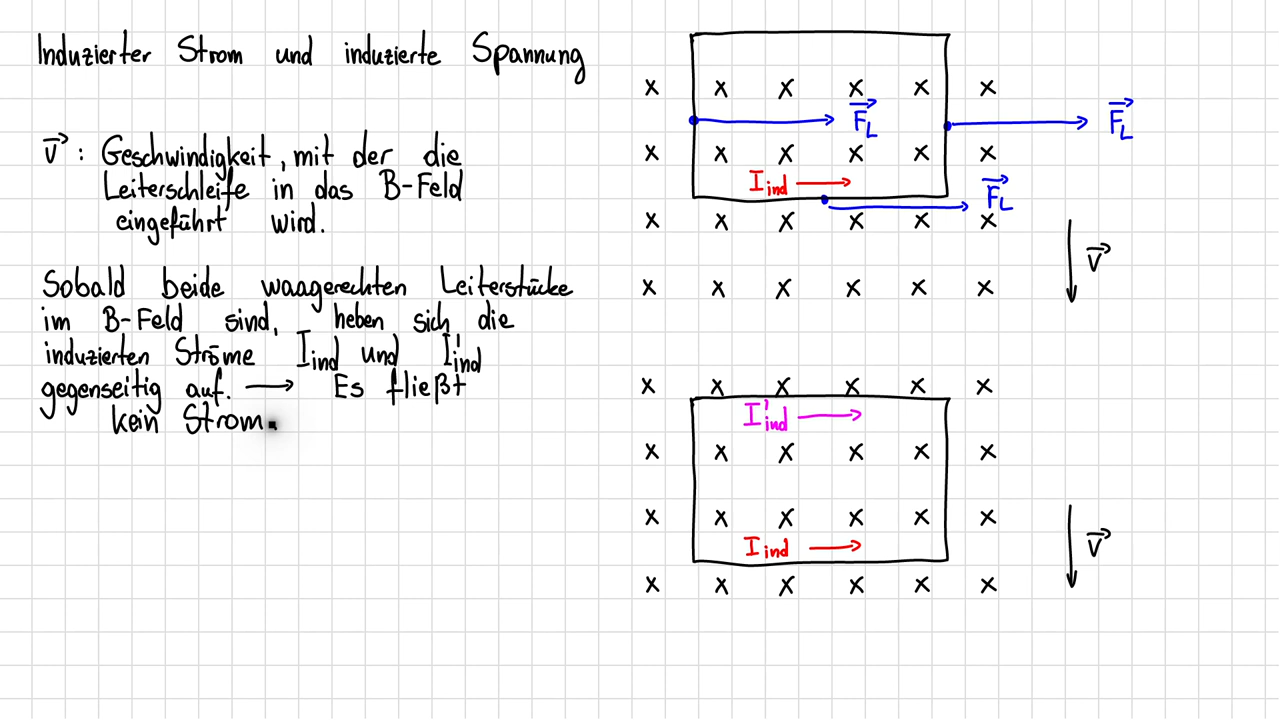 Induzierter Strom und induzierte Spannung
v⃗ : Geschwindigkeit, mit der die
Leiterschleife in das B-Feld
eingeführt wird.
Sobald beide waagerechten Leiterstücke
im B-Feld sind, heben sich die
induzierten Ströme I_ind und I'_ind
gegenseitig auf. → Es fließt
kein Strom.
x x x x x x
F⃗_L F⃗_L
x x x x x x
I_ind → F⃗_L
x x x x x x
v⃗
x x x x x x
x x x x x x
I'_ind →
x x x x x x
x x x x x x
I_ind → v⃗
x x x x x x